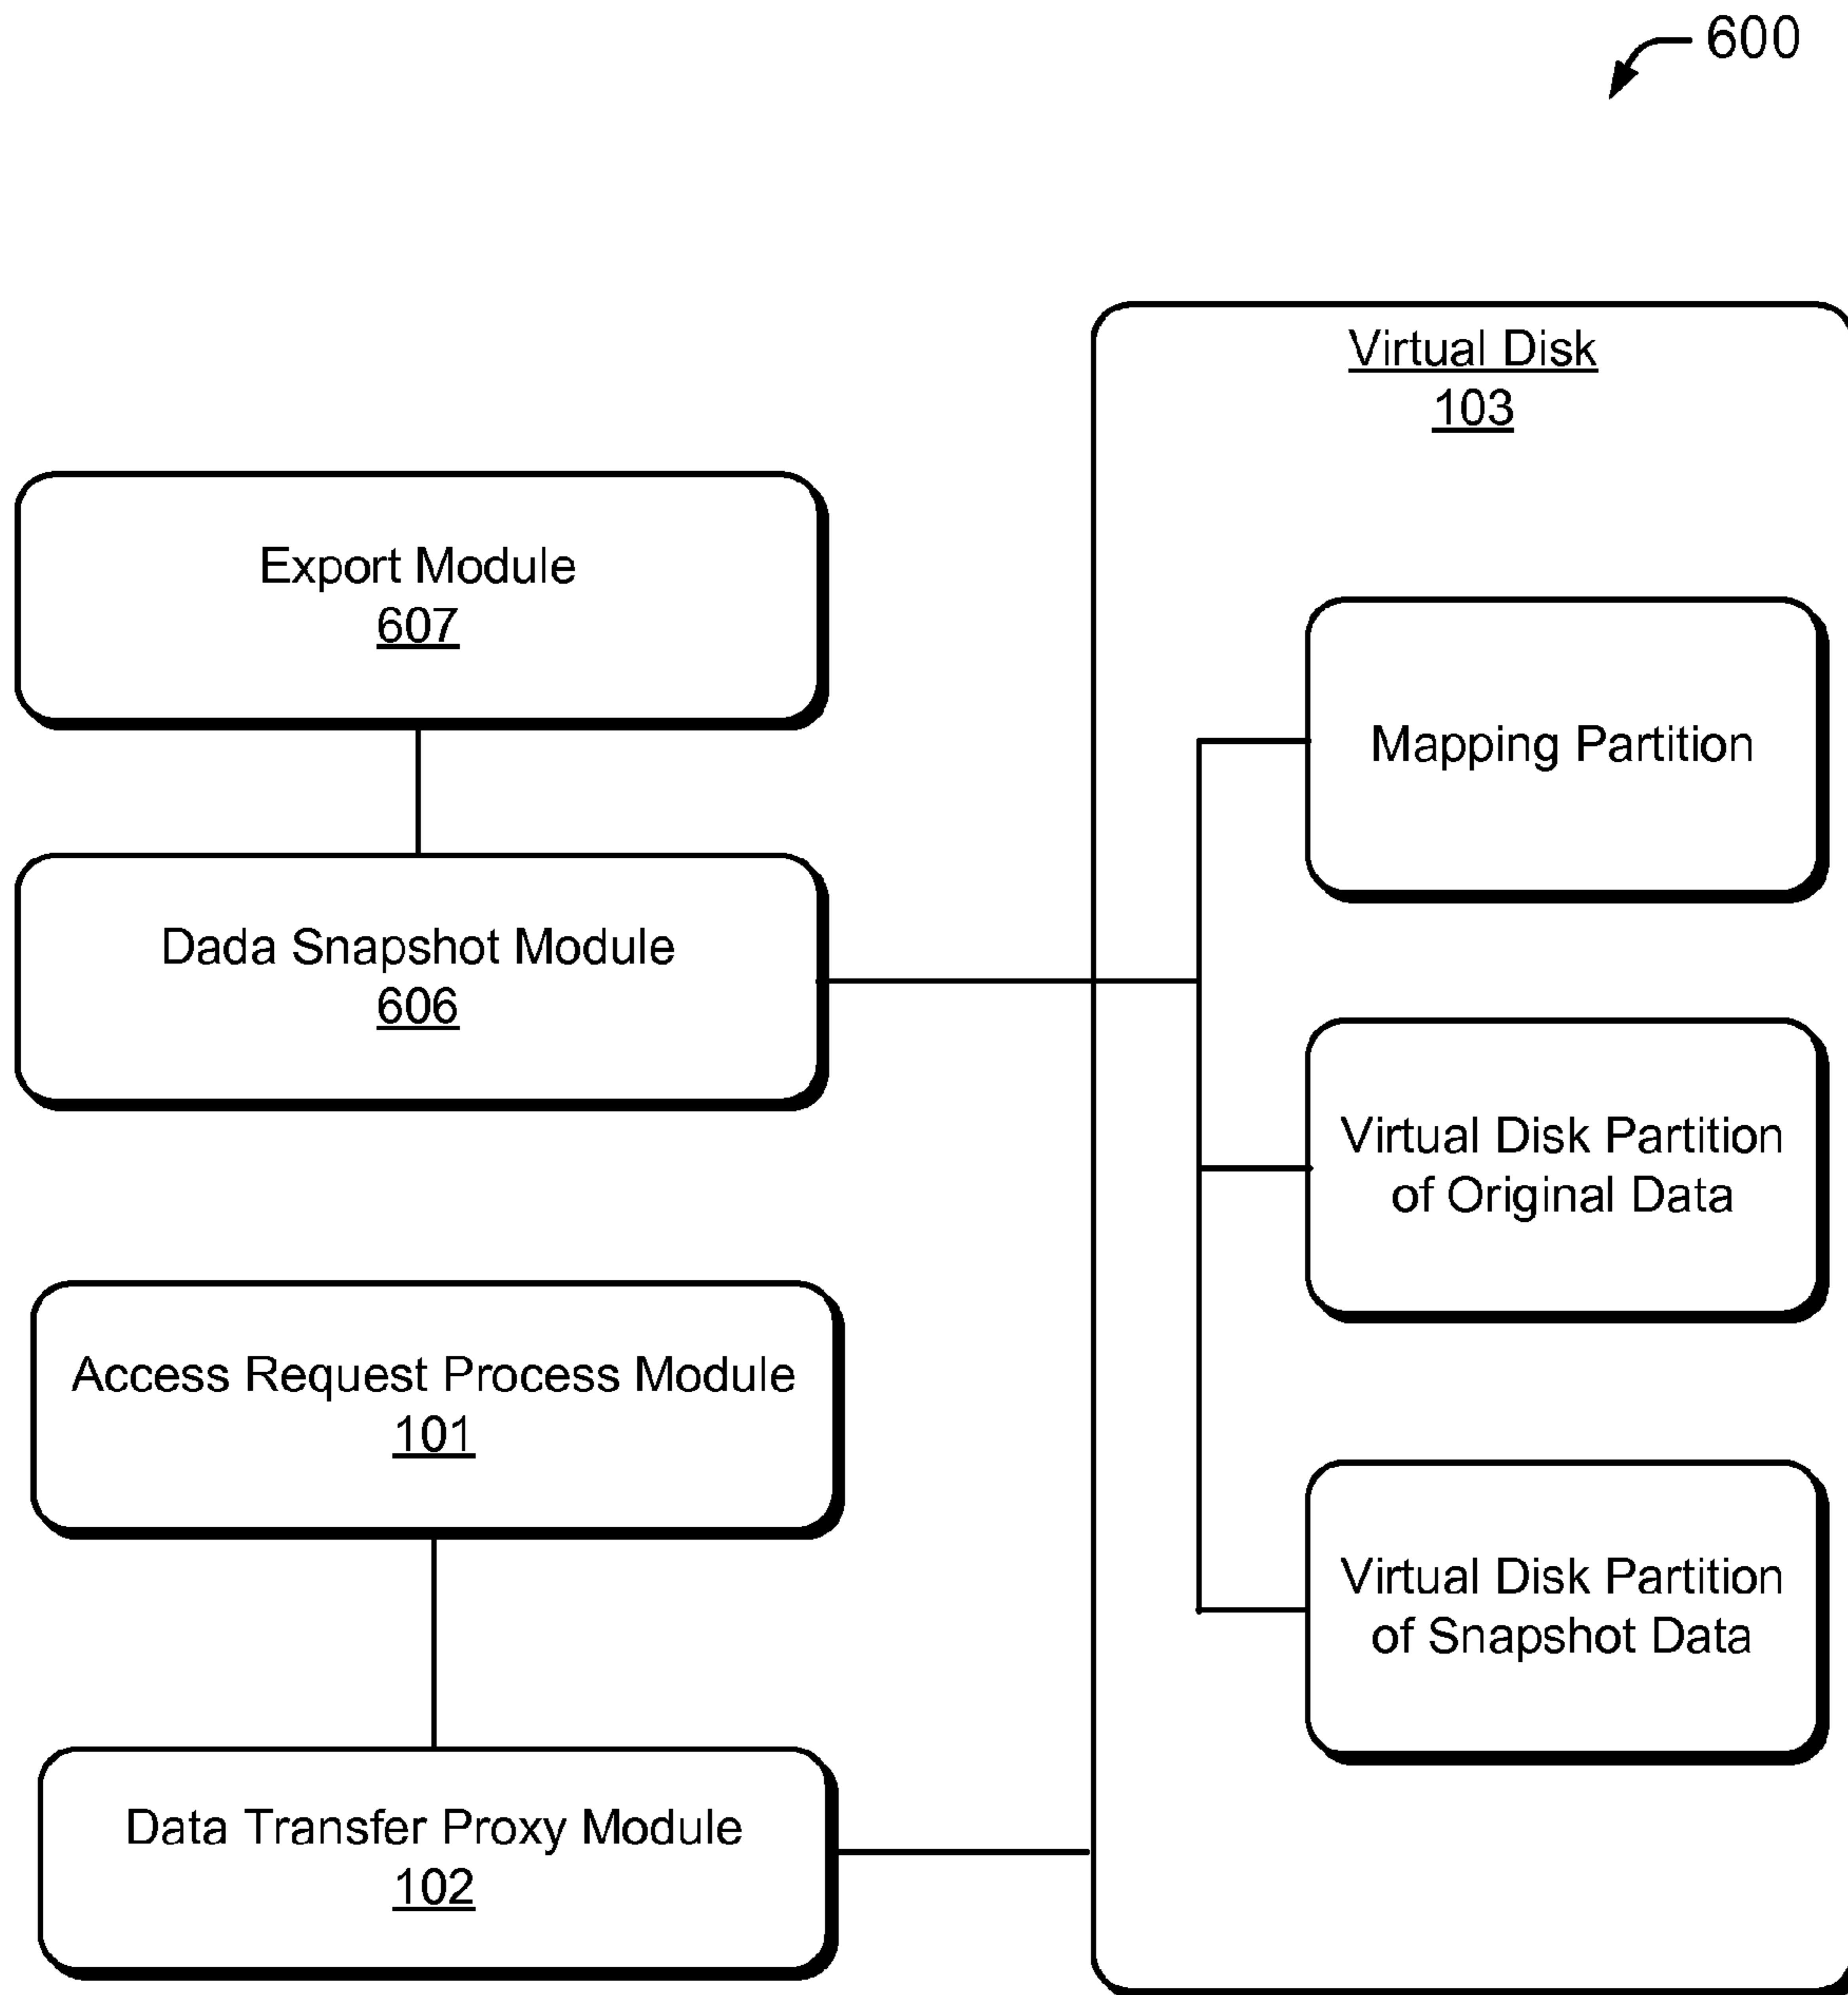 600
Virtual Disk
103
Export Module
607
Mapping Partition
Dada Snapshot Module
606
Virtual Disk Partition
of Original Data
Access Request Process Module
101
Virtual Disk Partition
of Snapshot Data
Data Transfer Proxy Module
102